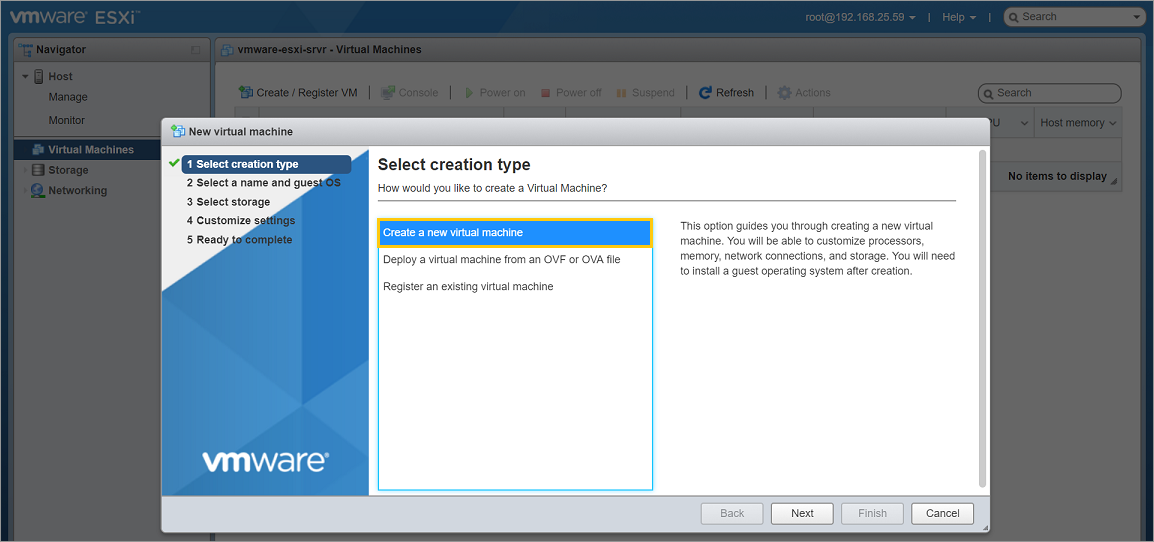 vmware ESXi™
root@192.168.25.59 | Help | Search
Navigator
vmware-esxi-srvr - Virtual Machines
Host
Manage
Monitor
Virtual Machines
Storage
Networking
Create / Register VM | Console | Power on Power off Suspend | Refresh | Actions
Search
PU Host memory
No items to display
New virtual machine
1 Select creation type
2 Select a name and guest OS
3 Select storage
4 Customize settings
5 Ready to complete
vmware®
Select creation type
How would you like to create a Virtual Machine?
Create a new virtual machine
Deploy a virtual machine from an OVF or OVA file
Register an existing virtual machine
This option guides you through creating a new virtual
machine. You will be able to customize processors,
memory, network connections, and storage. You will need
to install a guest operating system after creation.
Back Next Finish Cancel